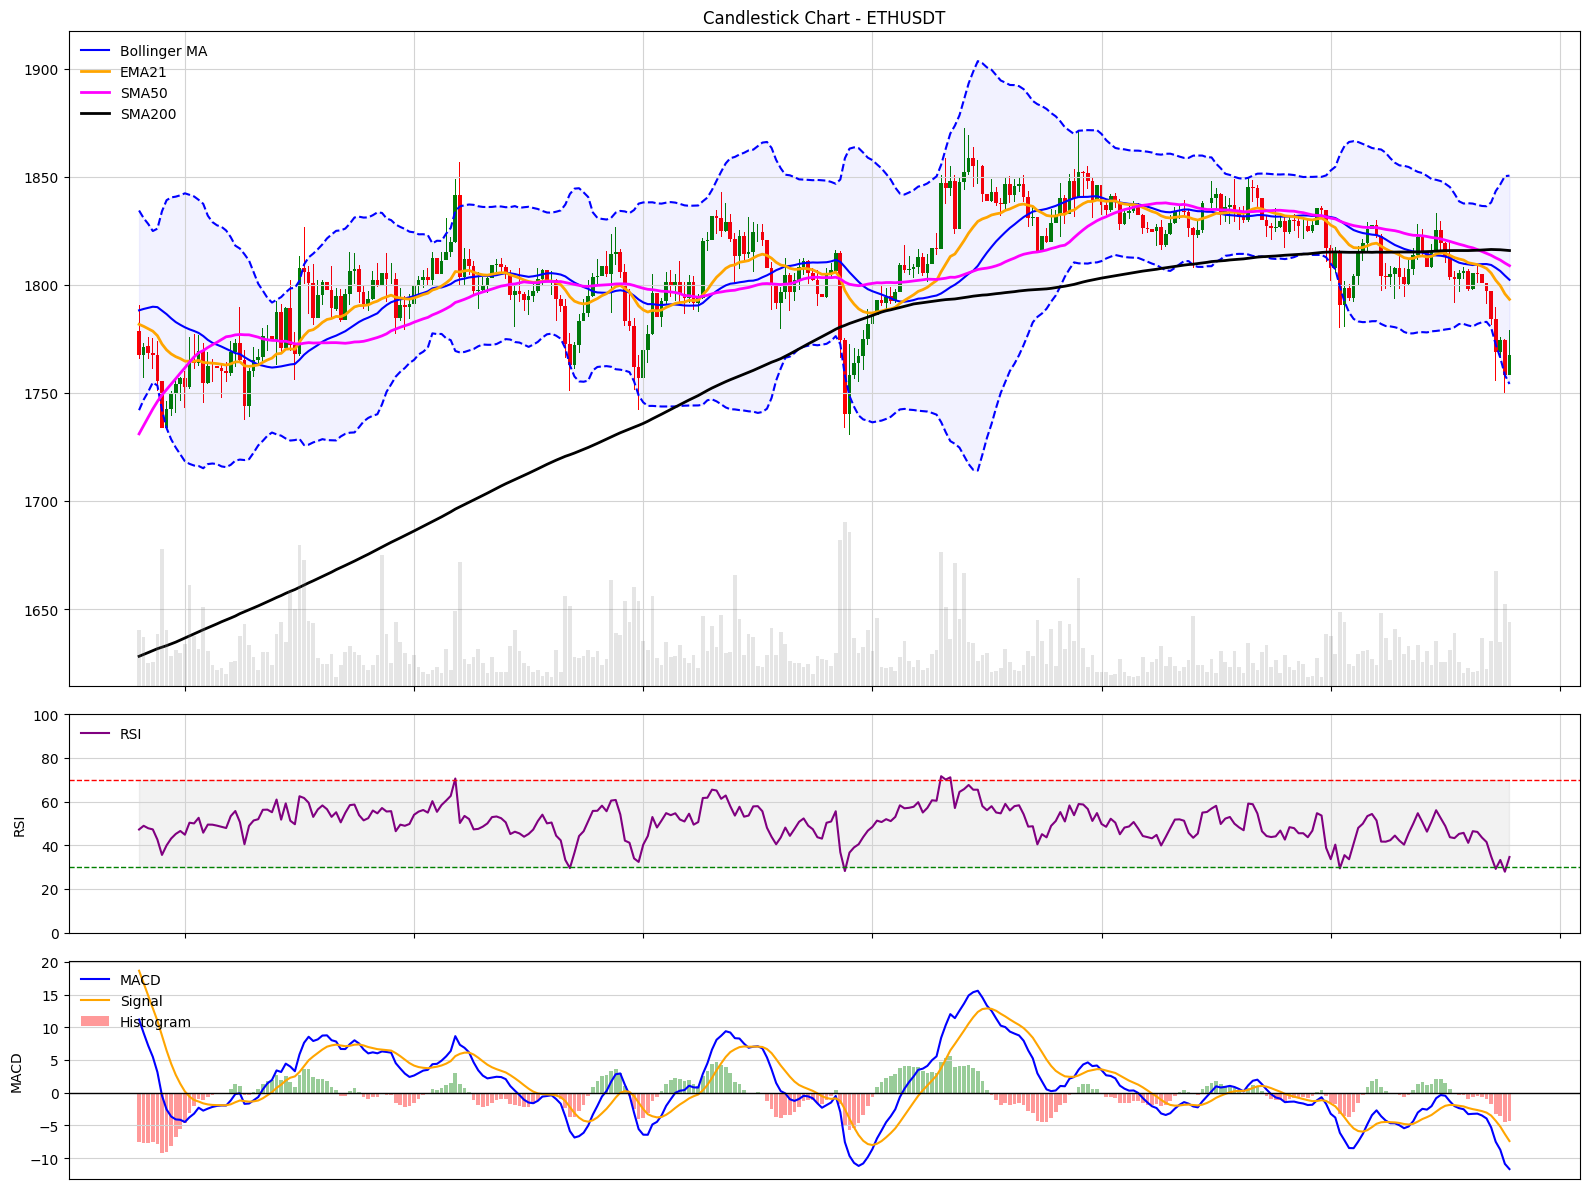 Candlestick Chart - ETHUSDT
Bollinger MA
EMA21
SMA50
SMA200
1900
1850
1800
1750
1700
1650
RSI
100
80
60
40
20
0
RSI
MACD
Signal
Histogram
20
15
10
5
0
−5
−10
MACD